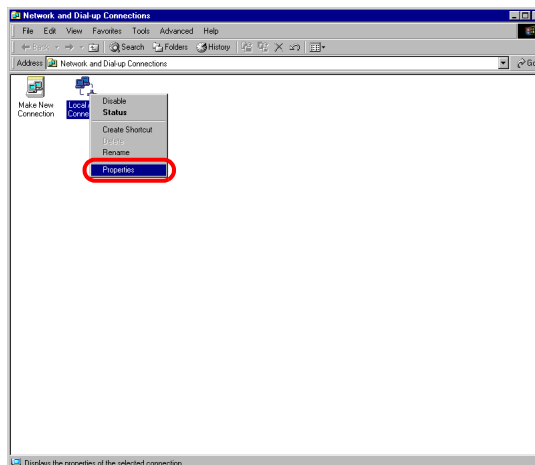 Network and Dial-up Connections
File Edit View Favorites Tools Advanced Help
Back Search Folders History
Address Network and Dial-up Connections Go
Make New Connection
Local
Disable
Status
Create Shortcut
Delete
Rename
Properties
Displays the properties of the selected connection